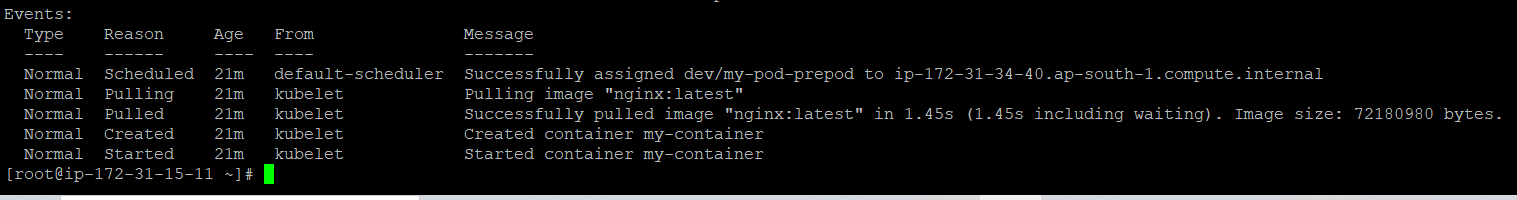 Events:
  Type    Reason     Age   From               Message
  ----    ------     ----  ----               -------
  Normal  Scheduled  21m   default-scheduler  Successfully assigned dev/my-pod-prepod to ip-172-31-34-40.ap-south-1.compute.internal
  Normal  Pulling    21m   kubelet            Pulling image "nginx:latest"
  Normal  Pulled     21m   kubelet            Successfully pulled image "nginx:latest" in 1.45s (1.45s including waiting). Image size: 72180980 bytes.
  Normal  Created    21m   kubelet            Created container my-container
  Normal  Started    21m   kubelet            Started container my-container
[root@ip-172-31-15-11 ~]#